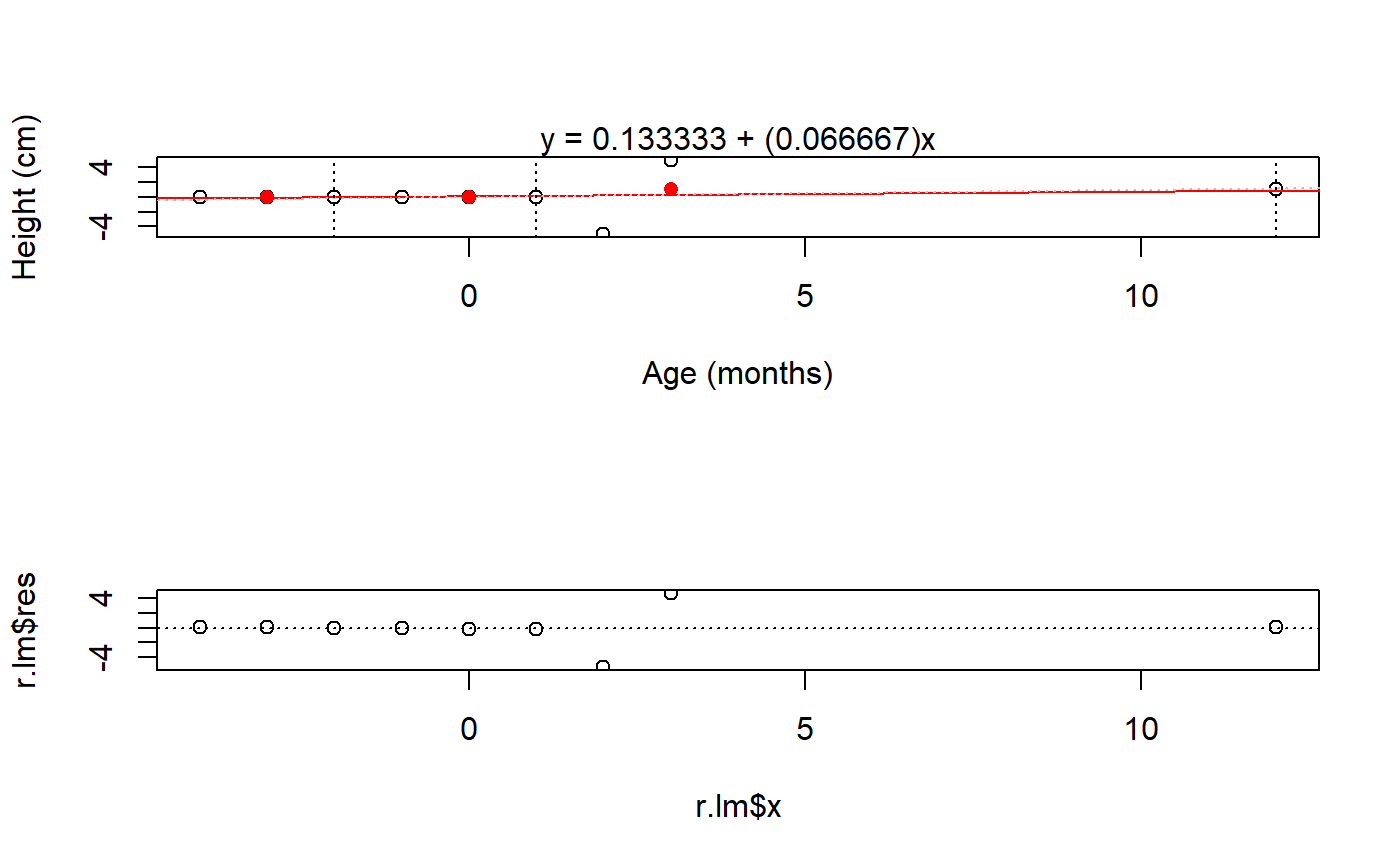 y = 0.133333 + (0.066667)x
Height (cm)
4
-4
0 5 10
Age (months)
r.lm$res
4
-4
0 5 10
r.lm$x